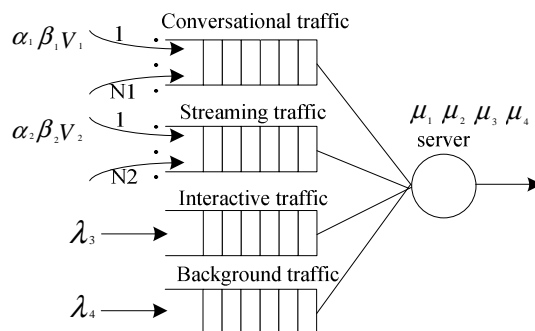 Conversational traffic
α₁ β₁ V₁
1
N1
Streaming traffic
α₂ β₂ V₂
1
N2
μ₁ μ₂ μ₃ μ₄
server
Interactive traffic
λ₃
Background traffic
λ₄